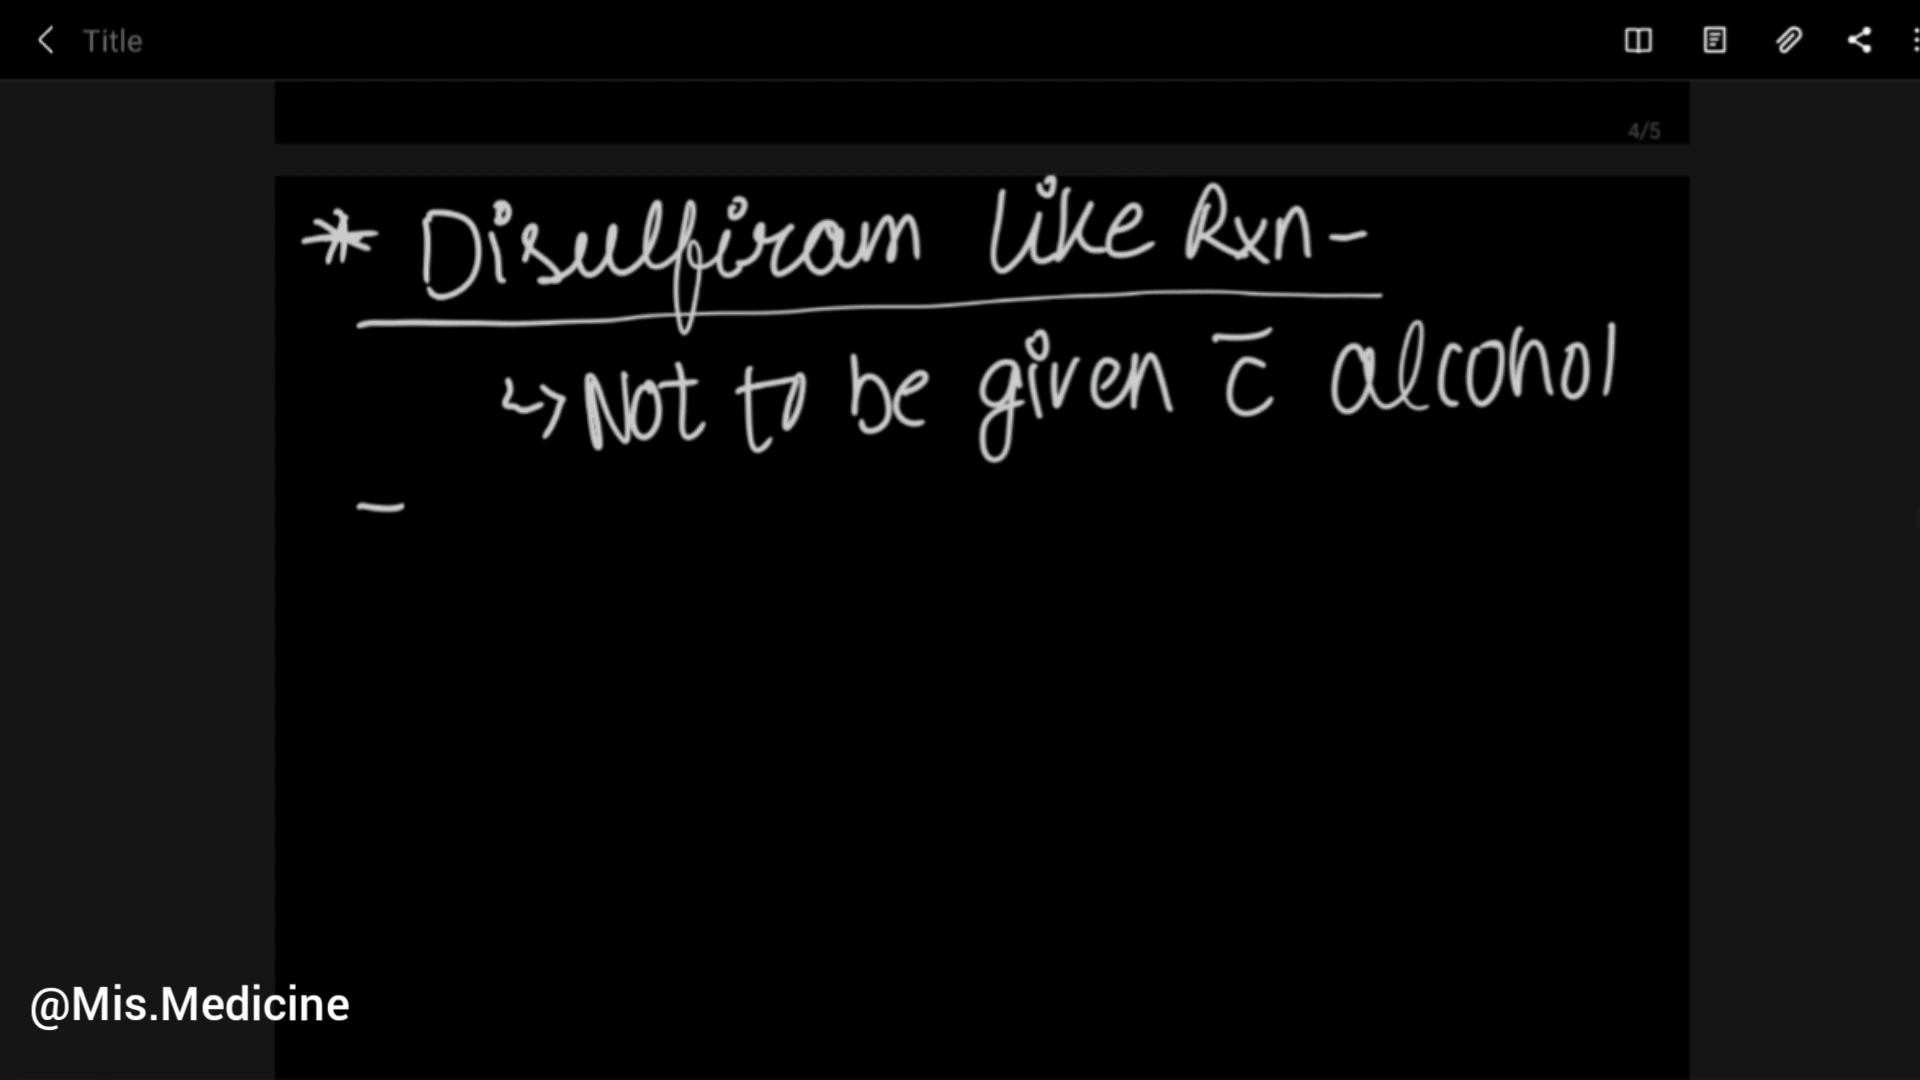 Title
4/5
* Disulfiram like Rxn-
↳ Not to be given c̄ alcohol
-
@Mis.Medicine